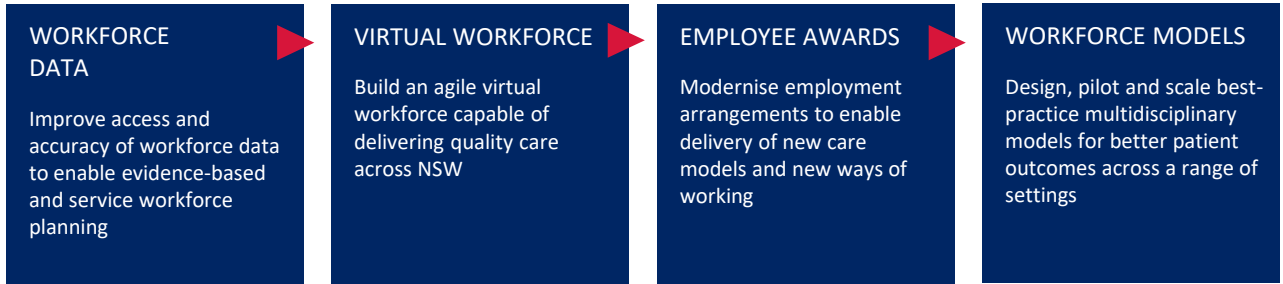 WORKFORCE
DATA
Improve access and
accuracy of workforce data
to enable evidence-based
and service workforce
planning
VIRTUAL WORKFORCE
Build an agile virtual
workforce capable of
delivering quality care
across NSW
EMPLOYEE AWARDS
Modernise employment
arrangements to enable
delivery of new care
models and new ways of
working
WORKFORCE MODELS
Design, pilot and scale best-
practice multidisciplinary
models for better patient
outcomes across a range of
settings